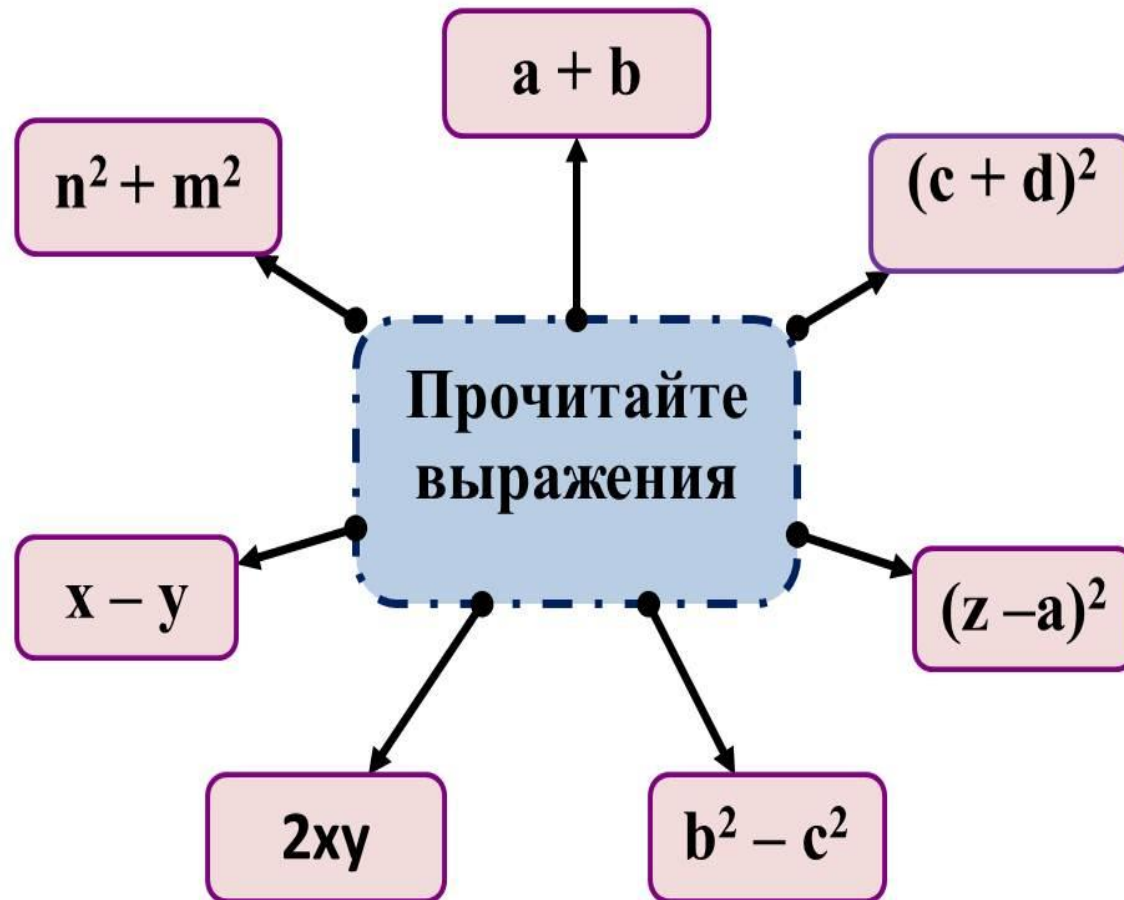 a + b
n² + m²
(c + d)²
Прочитайте
выражения
x – y
(z –a)²
2xy
b² – c²